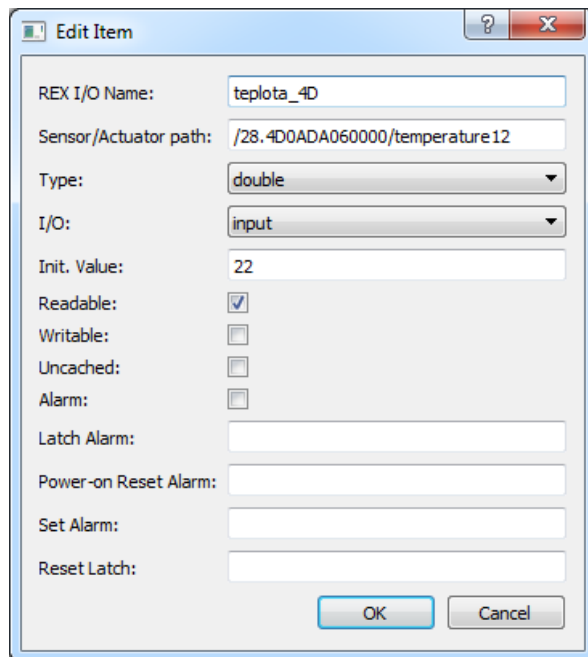 Edit Item
REX I/O Name: teplota_4D
Sensor/Actuator path: /28.4D0ADA060000/temperature12
Type: double
I/O: input
Init. Value: 22
Readable:
Writable:
Uncached:
Alarm:
Latch Alarm:
Power-on Reset Alarm:
Set Alarm:
Reset Latch:
OK Cancel